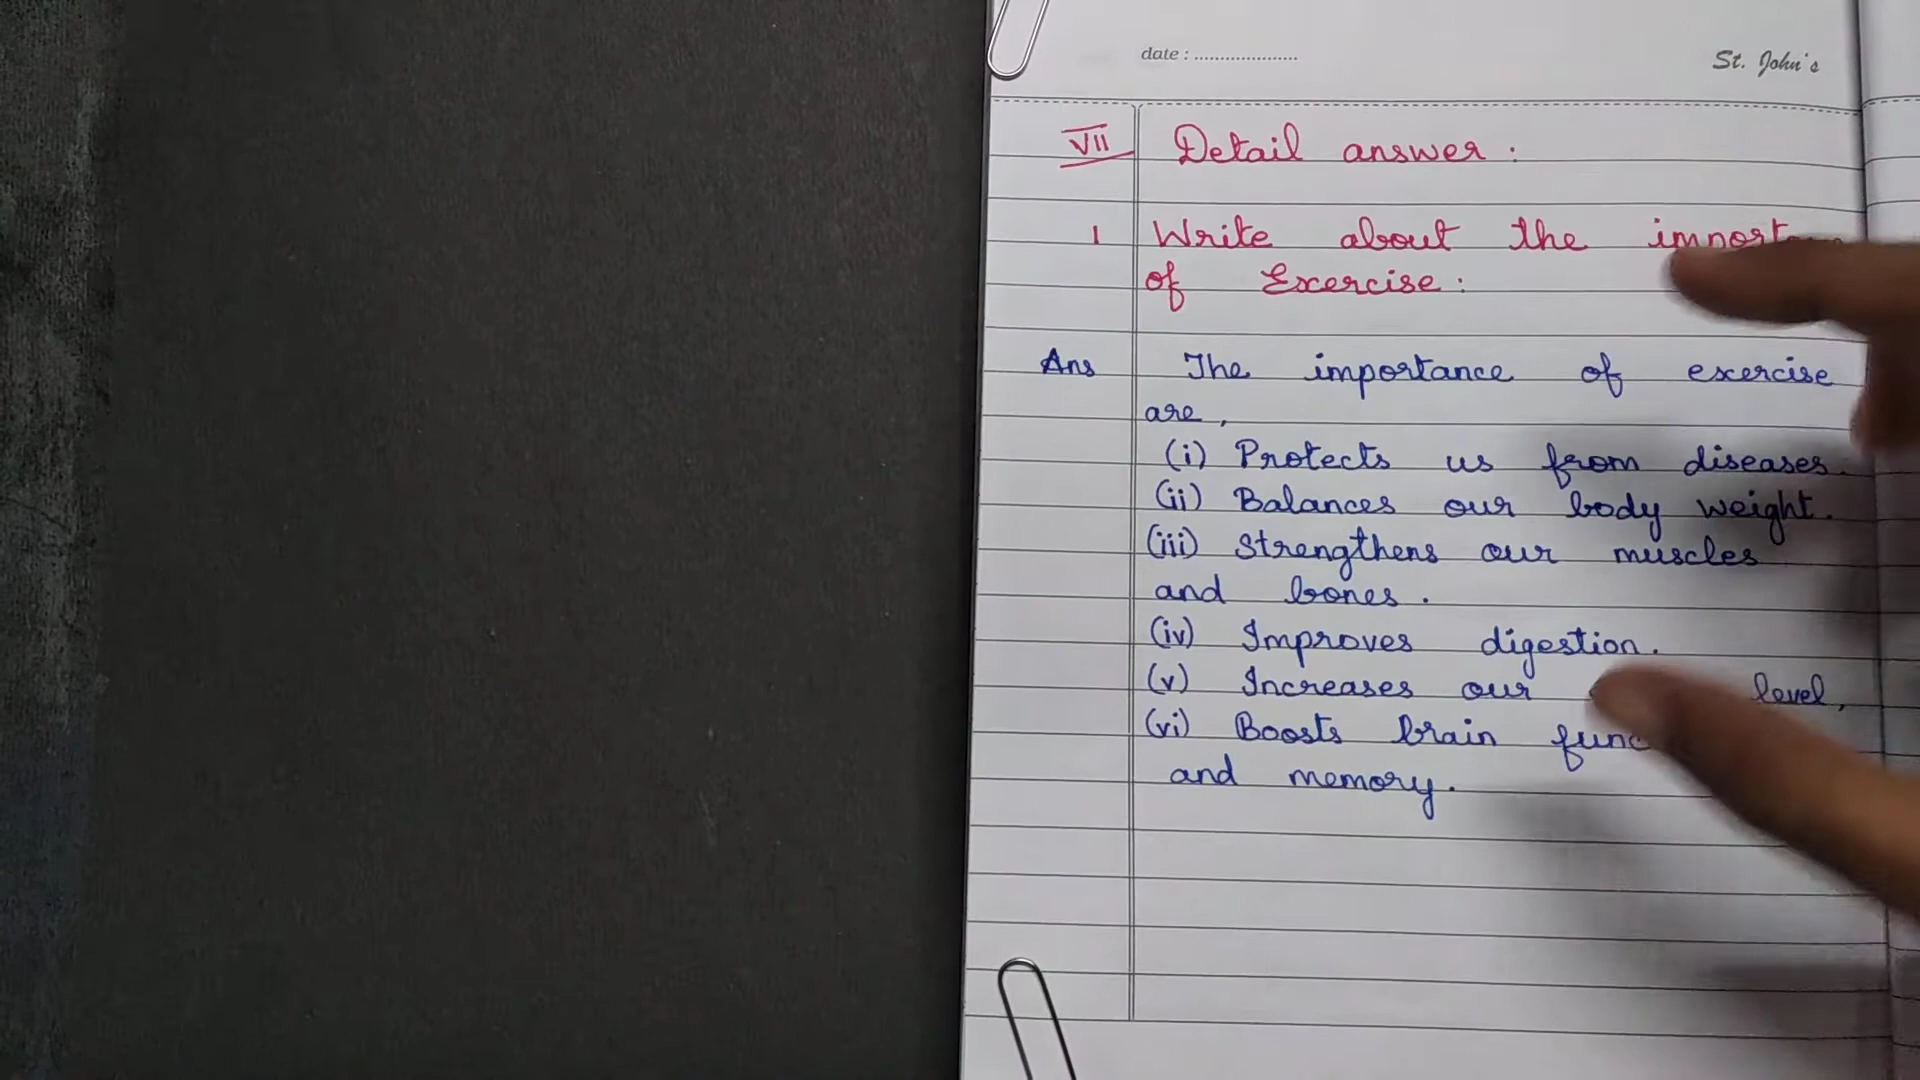 date : ....................
St. John's
VII Detail answer :
1 Write about the
of Exercise :
Ans The importance of exercise
are,
(i) Protects us from diseases.
(ii) Balances our body weight.
(iii) Strengthens our muscles
and bones.
(iv) Improves digestion.
(v) Increases our level,
(vi) Boosts brain
and memory.